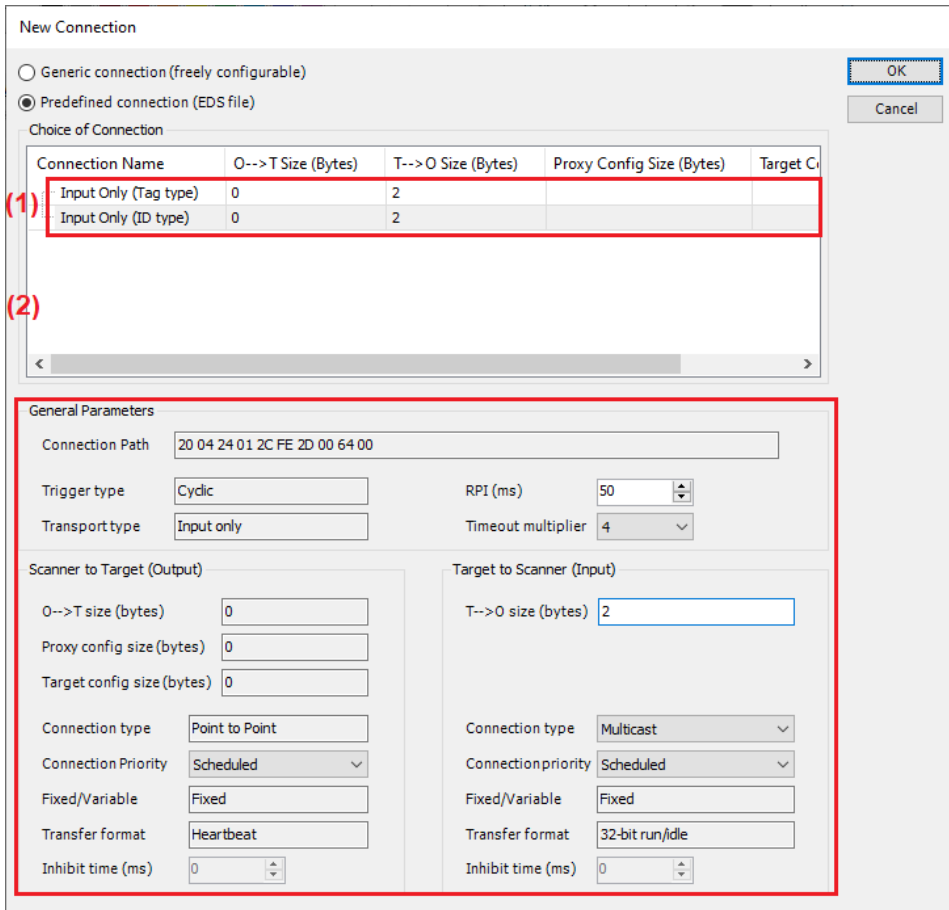 New Connection
Generic connection (freely configurable)
OK
Predefined connection (EDS file)
Cancel
Choice of Connection
Connection Name O-->T Size (Bytes) T-->O Size (Bytes) Proxy Config Size (Bytes) Target
(1) Input Only (Tag type) 0 2
Input Only (ID type) 0 2
(2)
General Parameters
Connection Path 20 04 24 01 2C FE 2D 00 64 00
Trigger type Cyclic RPI (ms) 50
Transport type Input only Timeout multiplier 4
Scanner to Target (Output) Target to Scanner (Input)
O-->T size (bytes) 0 T-->O size (bytes) 2
Proxy config size (bytes) 0
Target config size (bytes) 0
Connection type Point to Point Connection type Multicast
Connection Priority Scheduled Connection priority Scheduled
Fixed/Variable Fixed Fixed/Variable Fixed
Transfer format Heartbeat Transfer format 32-bit run/idle
Inhibit time (ms) 0 Inhibit time (ms) 0